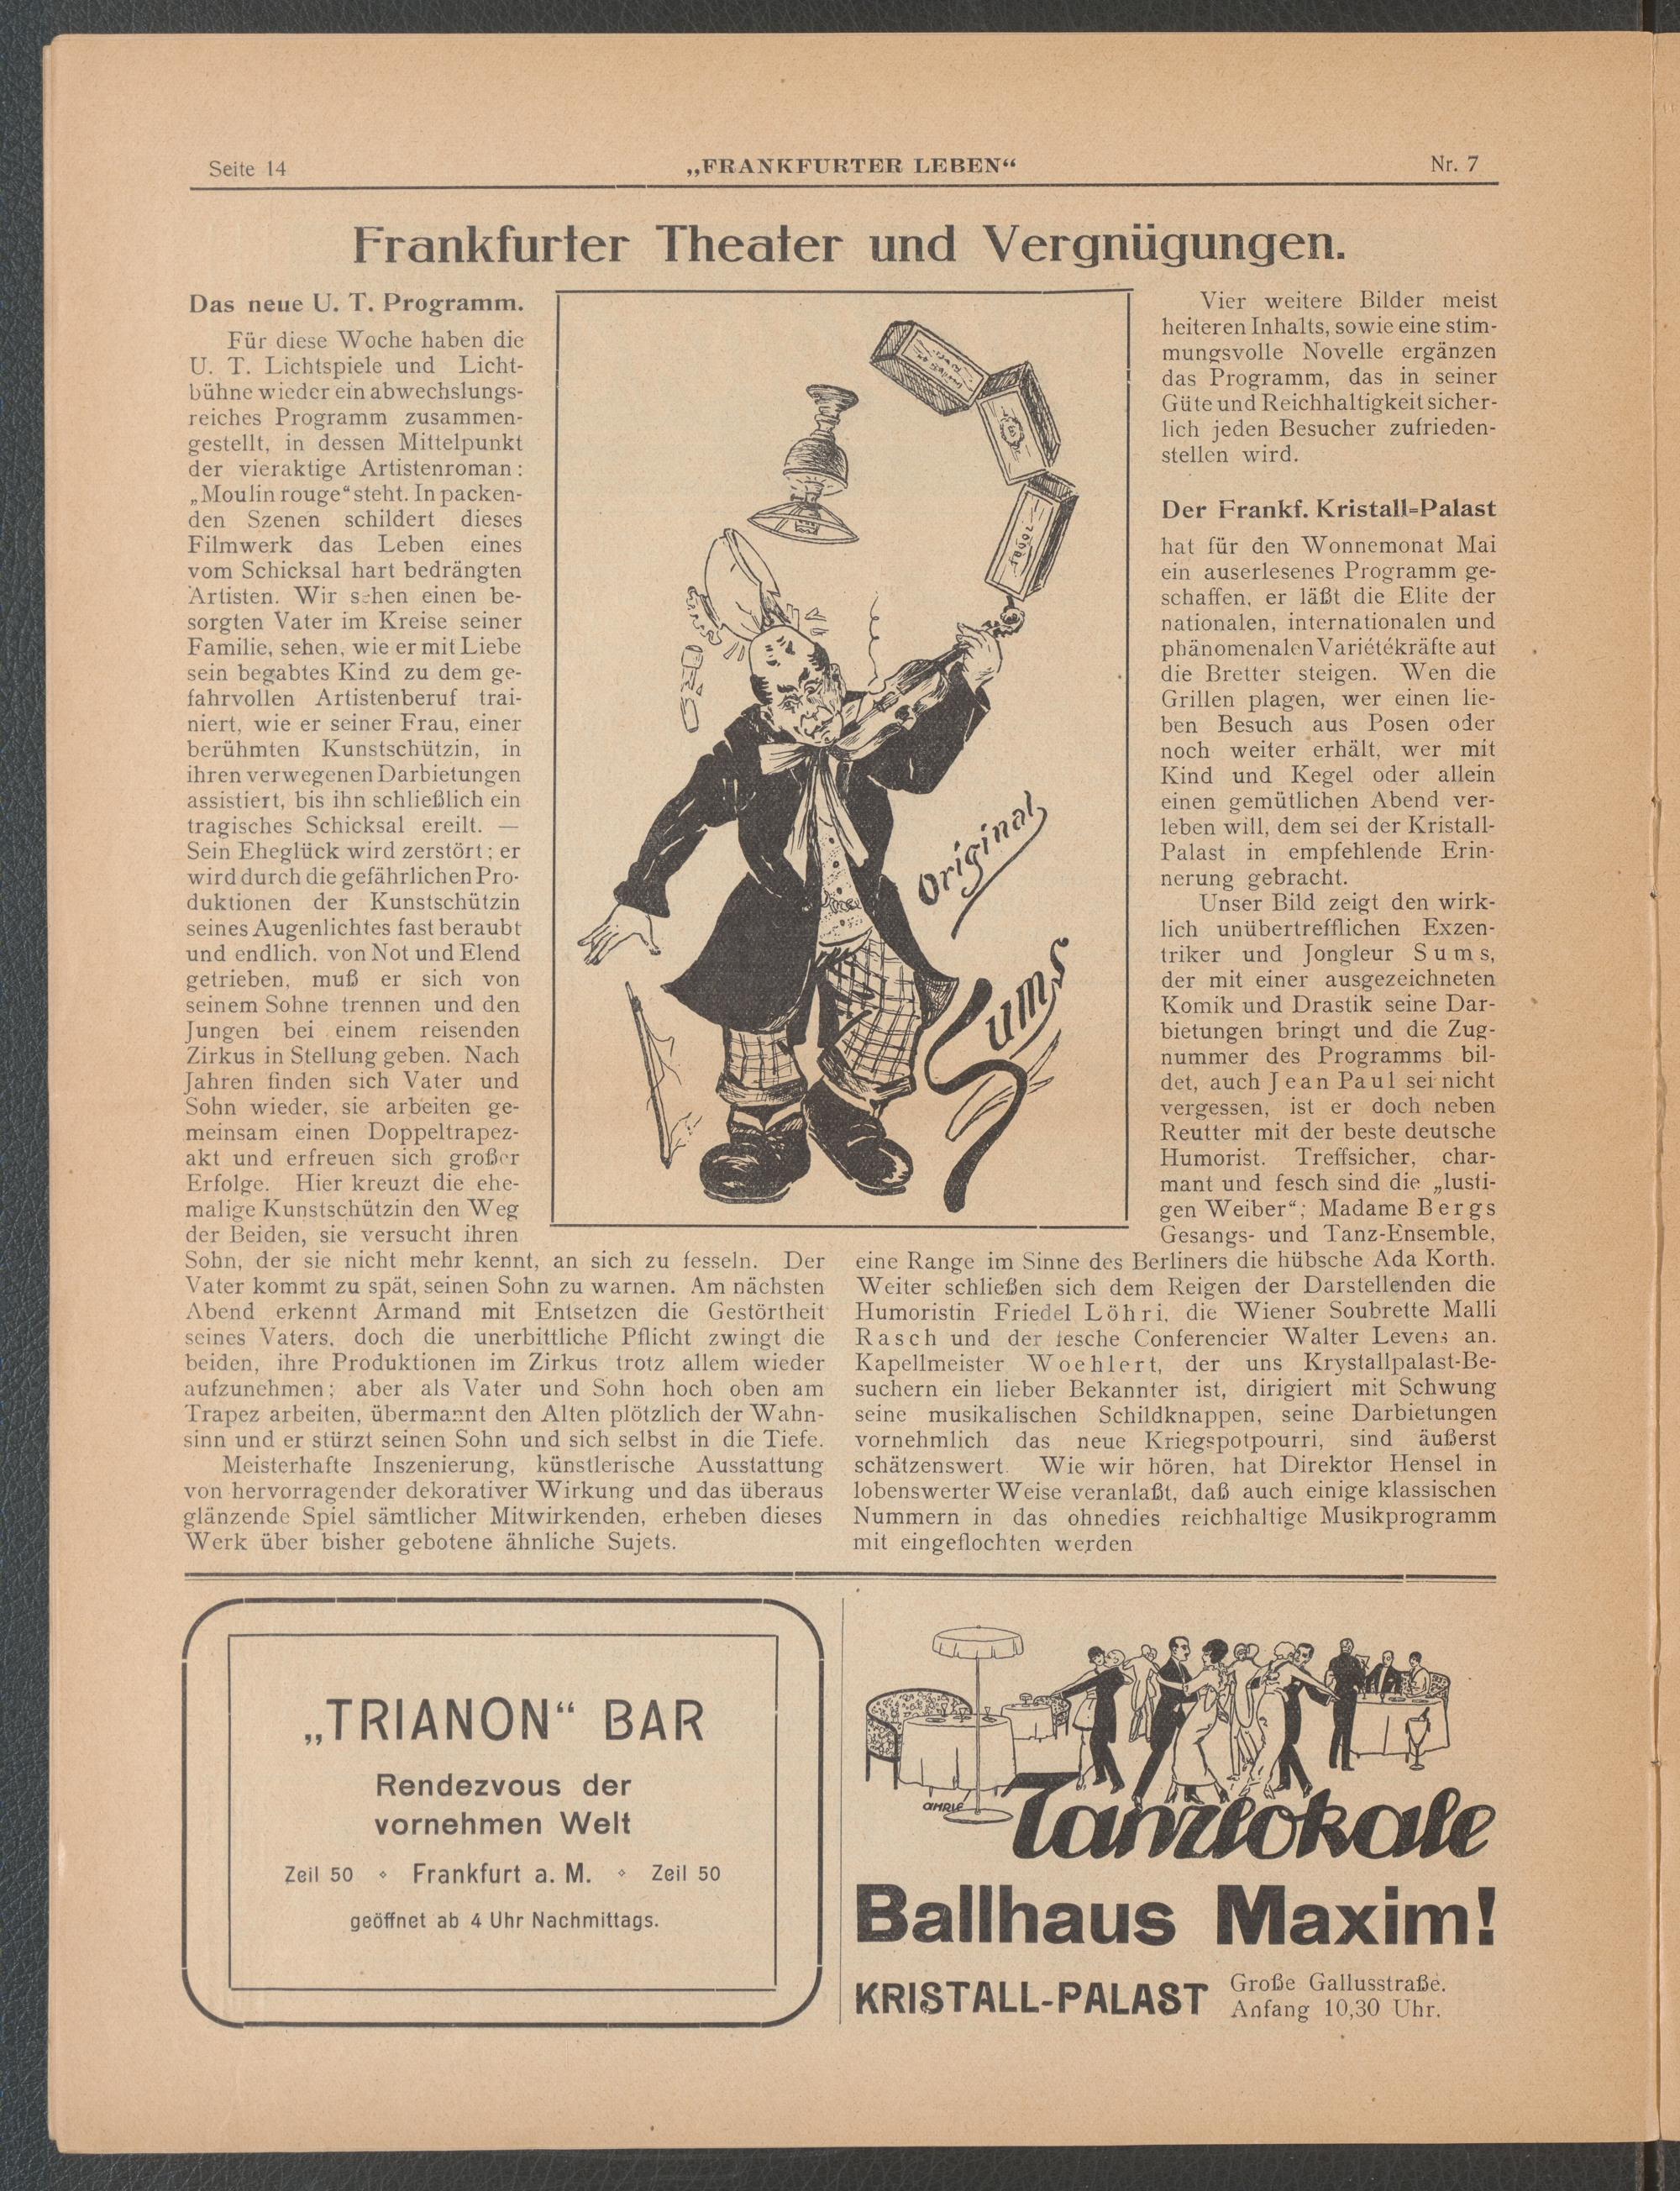 Seite 14
„FRANKFURTER LEBEN“
Nr. 7
Frankfurter Theater und Vergnügungen.
Das neue U. T. Programm.
Für diese Woche haben die
U. T. Lichtspiele und Licht-
bühne wieder ein abwechslungs-
reiches Programm zusammen-
gestellt, in dessen Mittelpunkt
der vieraktige Artistenroman:
„Moulin rouge“ steht. In packen-
den Szenen schildert dieses
Filmwerk das Leben eines
vom Schicksal hart bedrängten
Artisten. Wir sehen einen be-
sorgten Vater im Kreise seiner
Familie, sehen, wie er mit Liebe
sein begabtes Kind zu dem ge-
fahrvollen Artistenberuf trai-
niert, wie er seiner Frau, einer
berühmten Kunstschützin, in
ihren verwegenen Darbietungen
assistiert, bis ihn schließlich ein
tragisches Schicksal ereilt. —
Sein Eheglück wird zerstört; er
wird durch die gefährlichen Pro-
duktionen der Kunstschützin
seines Augenlichtes fast beraubt
und endlich. von Not und Elend
getrieben, muß er sich von
seinem Sohne trennen und den
Jungen bei einem reisenden
Zirkus in Stellung geben. Nach
Jahren finden sich Vater und
Sohn wieder, sie arbeiten ge-
meinsam einen Doppeltrapez-
akt und erfreuen sich großer
Erfolge. Hier kreuzt die ehe-
malige Kunstschützin den Weg
der Beiden, sie versucht ihren
Sohn, der sie nicht mehr kennt, an sich zu fesseln. Der
Vater kommt zu spät, seinen Sohn zu warnen. Am nächsten
Abend erkennt Armand mit Entsetzen die Gestörtheit
seines Vaters, doch die unerbittliche Pflicht zwingt die
beiden, ihre Produktionen im Zirkus trotz allem wieder
aufzunehmen; aber als Vater und Sohn hoch oben am
Trapez arbeiten, übermannt den Alten plötzlich der Wahn-
sinn und er stürzt seinen Sohn und sich selbst in die Tiefe.
Meisterhafte Inszenierung, künstlerische Ausstattung
von hervorragender dekorativer Wirkung und das überaus
glänzende Spiel sämtlicher Mitwirkenden, erheben dieses
Werk über bisher gebotene ähnliche Sujets.
Original
Sums
Vier weitere Bilder meist
heiteren Inhalts, sowie eine stim-
mungsvolle Novelle ergänzen
das Programm, das in seiner
Güte und Reichhaltigkeit sicher-
lich jeden Besucher zufrieden-
stellen wird.
Der Frankf. Kristall-Palast
hat für den Wonnemonat Mai
ein auserlesenes Programm ge-
schaffen, er läßt die Elite der
nationalen, internationalen und
phänomenalen Variétékräfte auf
die Bretter steigen. Wen die
Grillen plagen, wer einen lie-
ben Besuch aus Posen oder
noch weiter erhält, wer mit
Kind und Kegel oder allein
einen gemütlichen Abend ver-
leben will, dem sei der Kristall-
Palast in empfehlende Erin-
nerung gebracht.
Unser Bild zeigt den wirk-
lich unübertrefflichen Exzen-
triker und Jongleur Sums,
der mit einer ausgezeichneten
Komik und Drastik seine Dar-
bietungen bringt und die Zug-
nummer des Programms bil-
det, auch Jean Paul sei nicht
vergessen, ist er doch neben
Reutter mit der beste deutsche
Humorist. Treffsicher, char-
mant und fesch sind die „lusti-
gen Weiber“; Madame Bergs
Gesangs- und Tanz-Ensemble,
eine Range im Sinne des Berliners die hübsche Ada Korth.
Weiter schließen sich dem Reigen der Darstellenden die
Humoristin Friedel Löhri, die Wiener Soubrette Malli
Rasch und der fesche Conferencier Walter Levens an.
Kapellmeister Woehlert, der uns Krystallpalast-Be-
suchern ein lieber Bekannter ist, dirigiert mit Schwung
seine musikalischen Schildknappen, seine Darbietungen
vornehmlich das neue Kriegspotpourri, sind äußerst
schätzenswert. Wie wir hören, hat Direktor Hensel in
lobenswerter Weise veranlaßt, daß auch einige klassischen
Nummern in das ohnedies reichhaltige Musikprogramm
mit eingeflochten werden
„TRIANON“ BAR
Rendezvous der
vornehmen Welt
Zeil 50 ⋄ Frankfurt a. M. ⋄ Zeil 50
geöffnet ab 4 Uhr Nachmittags.
Tanzlokale
Ballhaus Maxim!
KRISTALL-PALAST
Große Gallusstraße.
Anfang 10,30 Uhr.